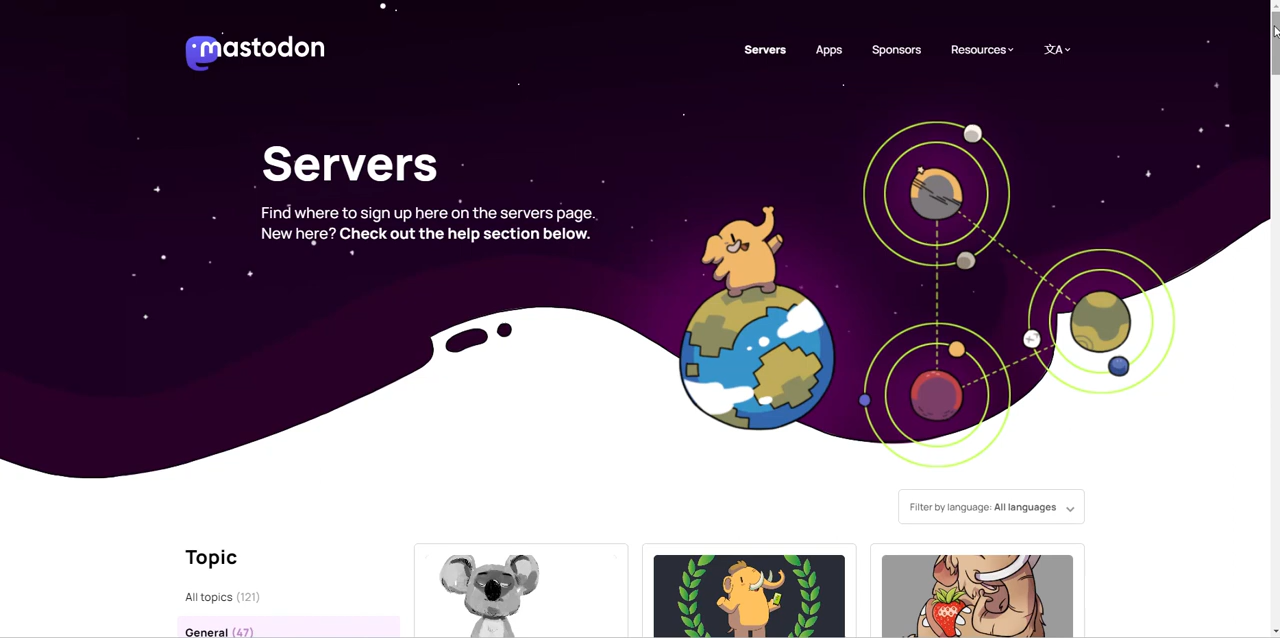 mastodon
Servers
Apps
Sponsors
Resources
文A
Servers
Find where to sign up here on the servers page.
New here? Check out the help section below.
Filter by language: All languages
Topic
All topics (121)
General (47)